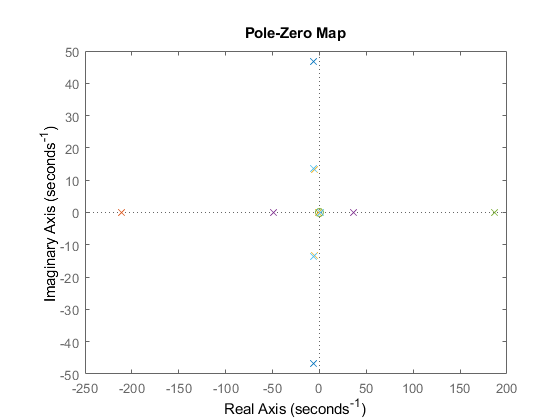 Pole-Zero Map
50
40
30
20
10
0
-10
-20
-30
-40
-50
-250 -200 -150 -100 -50 0 50 100 150 200
Real Axis (seconds-1)
Imaginary Axis (seconds-1)